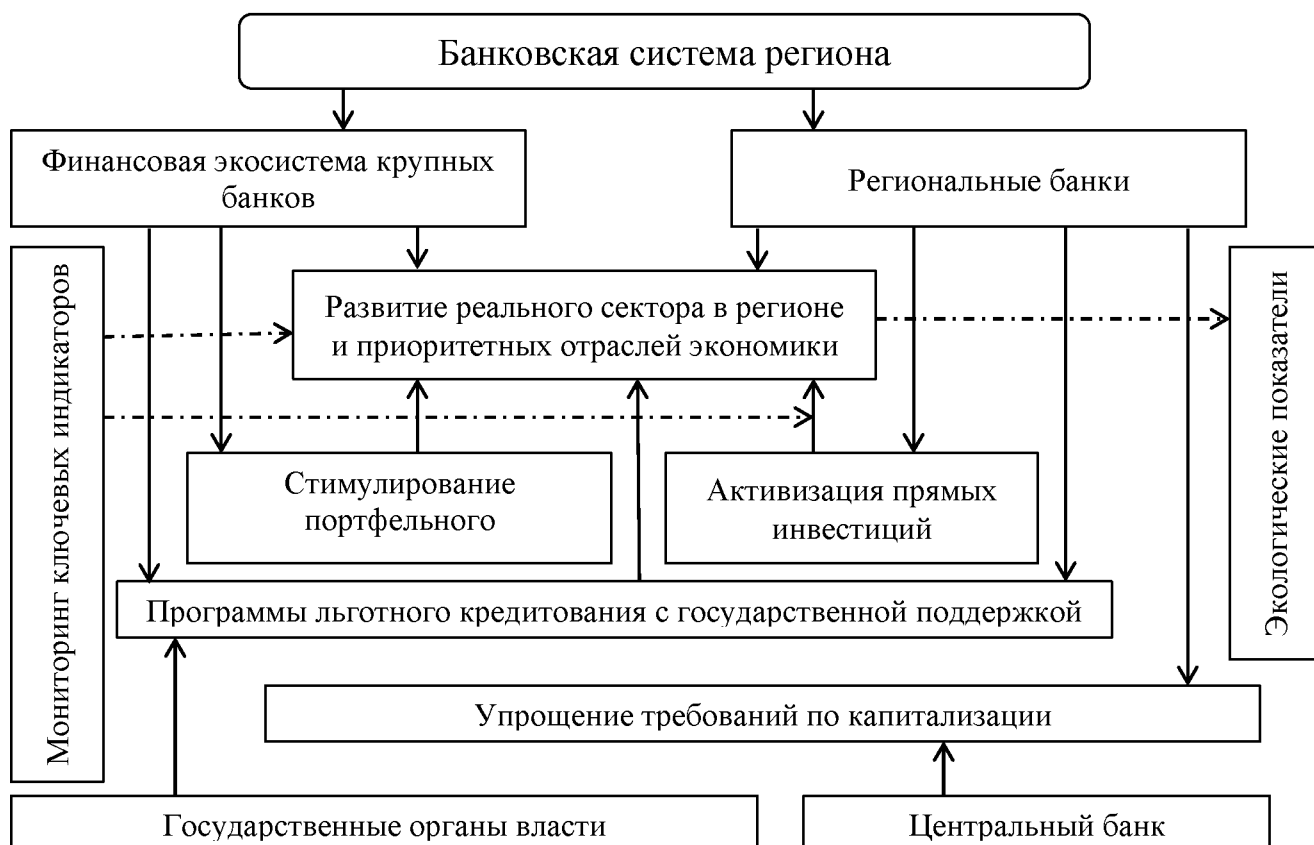 Банковская система региона
Финансовая экосистема крупных
банков
Региональные банки
Мониторинг ключевых индикаторов
Развитие реального сектора в регионе
и приоритетных отраслей экономики
Экологические показатели
Стимулирование
портфельного
Активизация прямых
инвестиций
Программы льготного кредитования с государственной поддержкой
Упрощение требований по капитализации
Государственные органы власти
Центральный банк